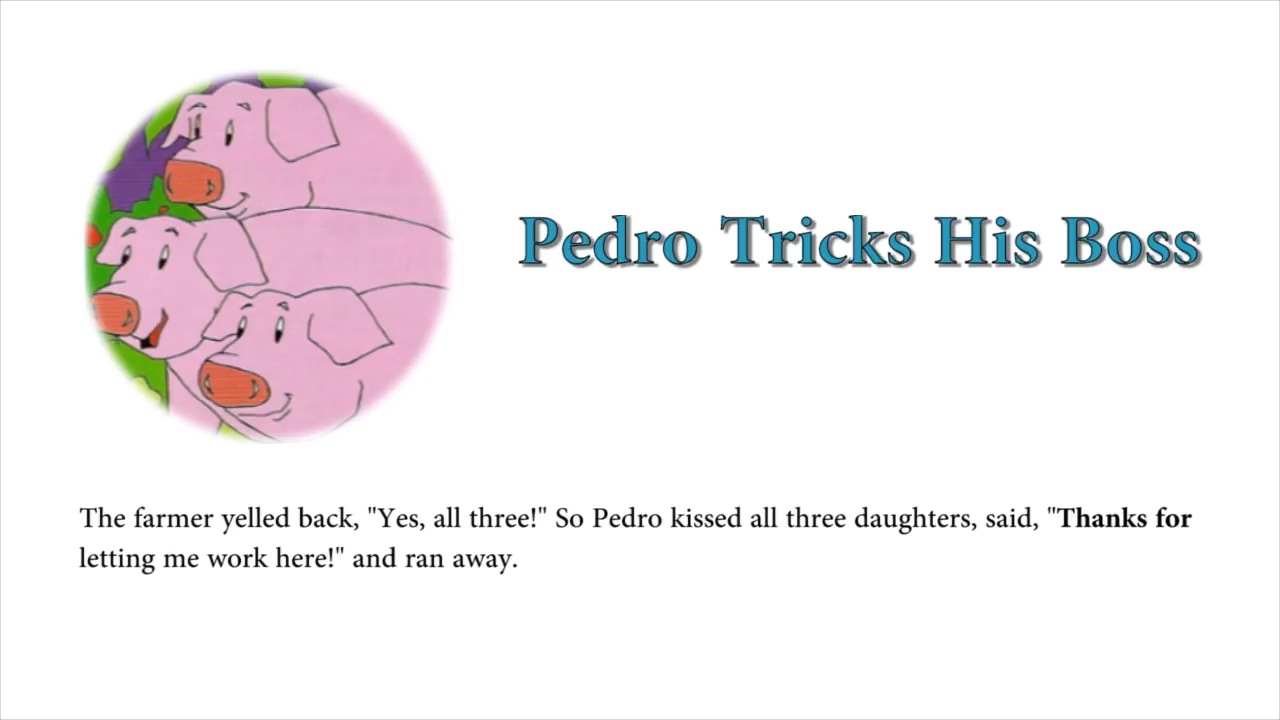 Pedro Tricks His Boss
The farmer yelled back, "Yes, all three!" So Pedro kissed all three daughters, said, "Thanks for
letting me work here!" and ran away.